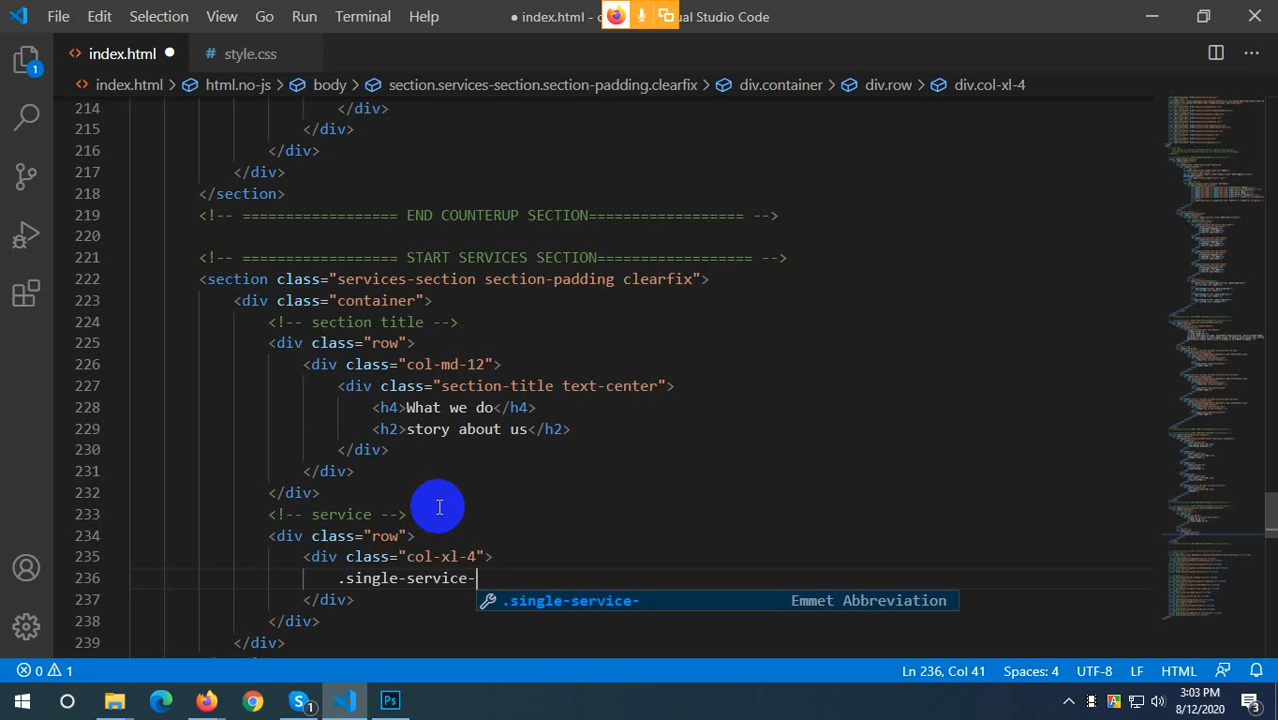 File Edit Selection View Go Run Terminal Help
● index.html -
ual Studio Code
index.html ●
# style.css
index.html > html.no-js > body > section.services-section.section-padding.clearfix > div.container > div.row > div.col-xl-4
1
214 </div>
215 </div>
216 </div>
217 </div>
218 </section>
219 <!-- ================== END COUNTERUP SECTION================== -->
220
221 <!-- ================== START SERVICES SECTION================== -->
222 <section class="services-section section-padding clearfix">
223 <div class="container">
224 <!-- section title -->
225 <div class="row">
226 <div class="col-md-12">
227 <div class="section-title text-center">
228 <h4>What we do</h4>
229 <h2>story about us</h2>
230 </div>
231 </div>
232 </div>
233 <!-- service -->
234 <div class="row">
235 <div class="col-xl-4">
236 .single-service-
.single-service- Emmet Abbreviation
237 </div>
238 </div>
239 </div>
0 1
Ln 236, Col 41 Spaces: 4 UTF-8 LF HTML
S 1 Ps
3:03 PM
8/12/2020
3